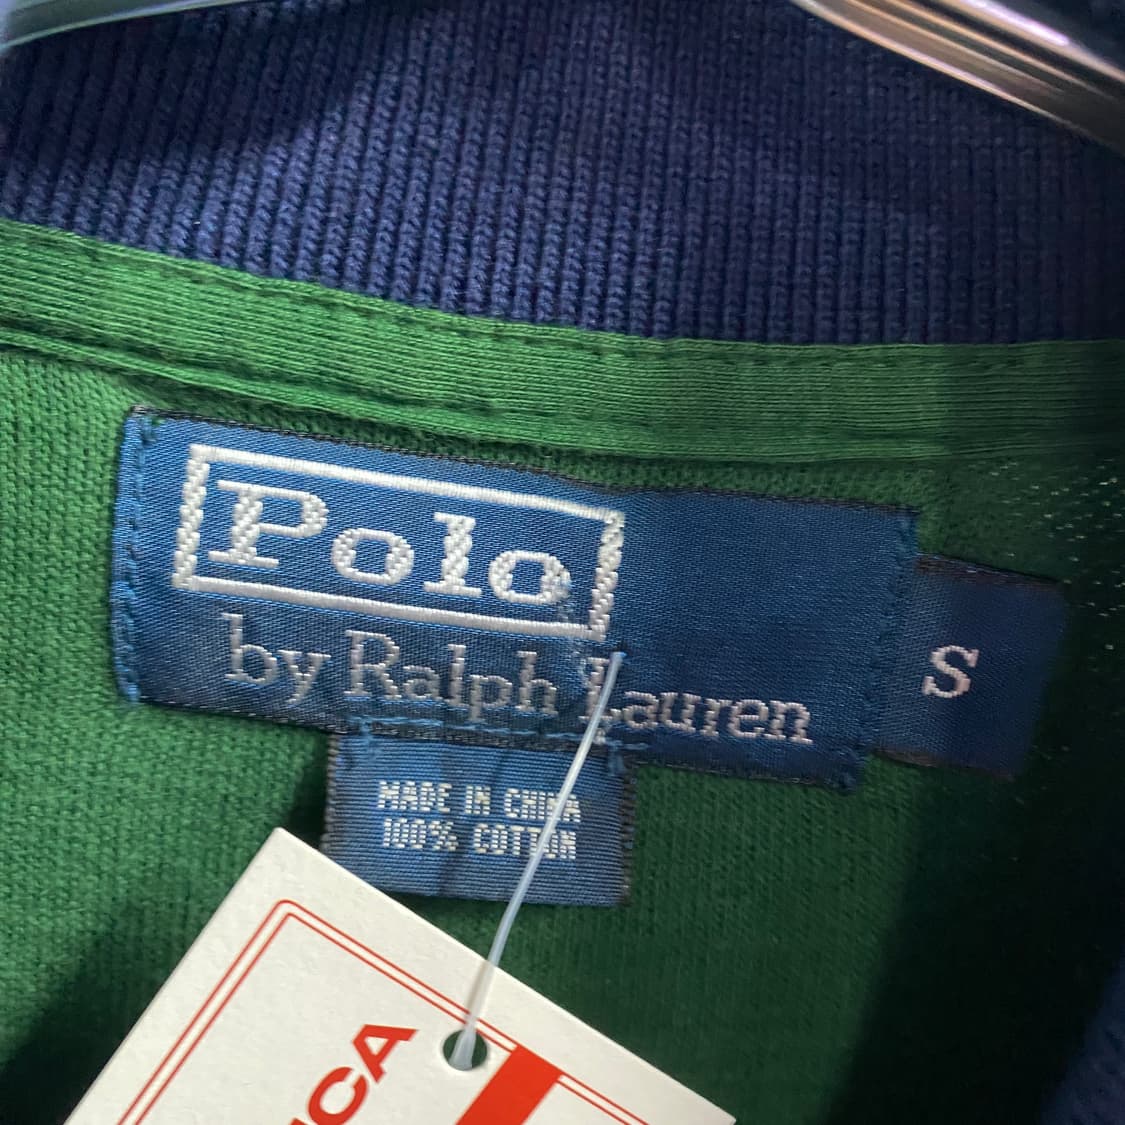 Polo
by Ralph Lauren
S
MADE IN CHINA
100% COTTON